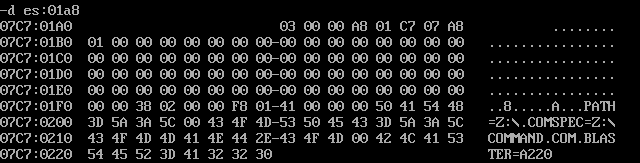 -d es:01a8
07C7:01A0                          03 00 00 A8 01 C7 07 A8           ........
07C7:01B0  01 00 00 00 00 00 00 00-00 00 00 00 00 00 00 00   ................
07C7:01C0  00 00 00 00 00 00 00 00-00 00 00 00 00 00 00 00   ................
07C7:01D0  00 00 00 00 00 00 00 00-00 00 00 00 00 00 00 00   ................
07C7:01E0  00 00 00 00 00 00 00 00-00 00 00 00 00 00 00 00   ................
07C7:01F0  00 00 38 02 00 00 F8 01-41 00 00 00 50 41 54 48   ..8.....A...PATH
07C7:0200  3D 5A 3A 5C 00 43 4F 4D-53 50 45 43 3D 5A 3A 5C   =Z:\.COMSPEC=Z:\
07C7:0210  43 4F 4D 4D 41 4E 44 2E-43 4F 4D 00 42 4C 41 53   COMMAND.COM.BLAS
07C7:0220  54 45 52 3D 41 32 32 30                           TER=A220